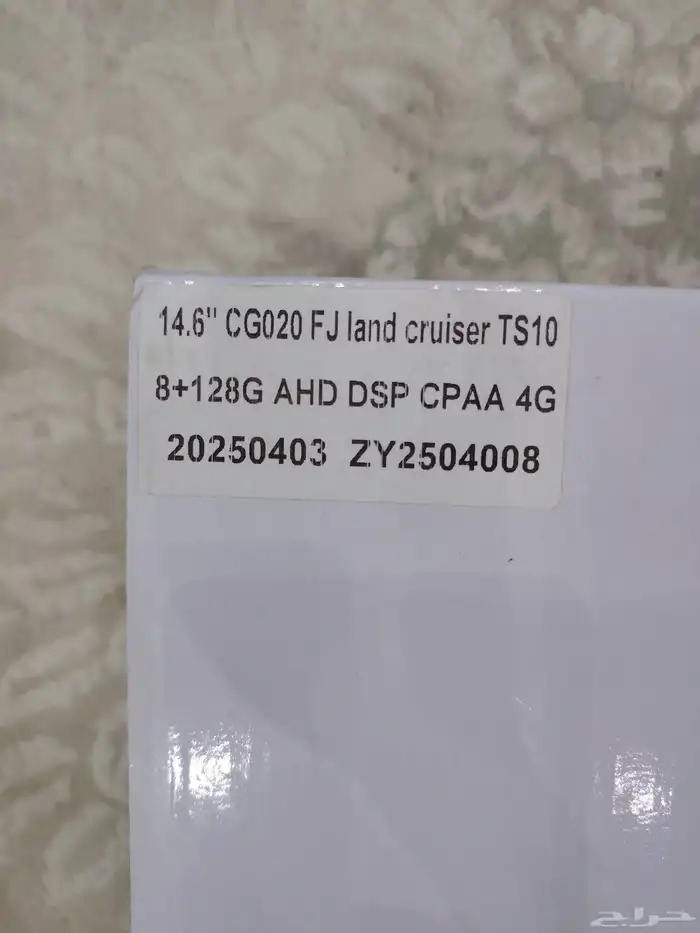 14.6" CG020 FJ land cruiser TS10
8+128G AHD DSP CPAA 4G
20250403 ZY2504008
حراج